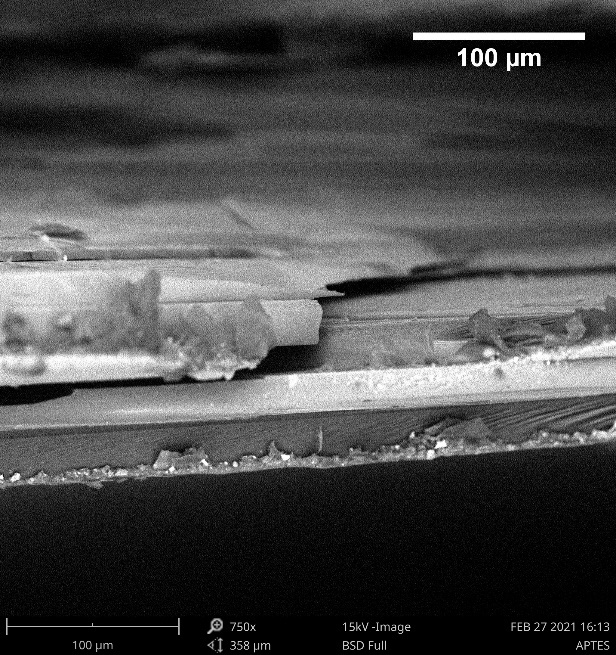 100 µm
750x 15kV -Image FEB 27 2021 16:13
100 µm 358 µm BSD Full APTES